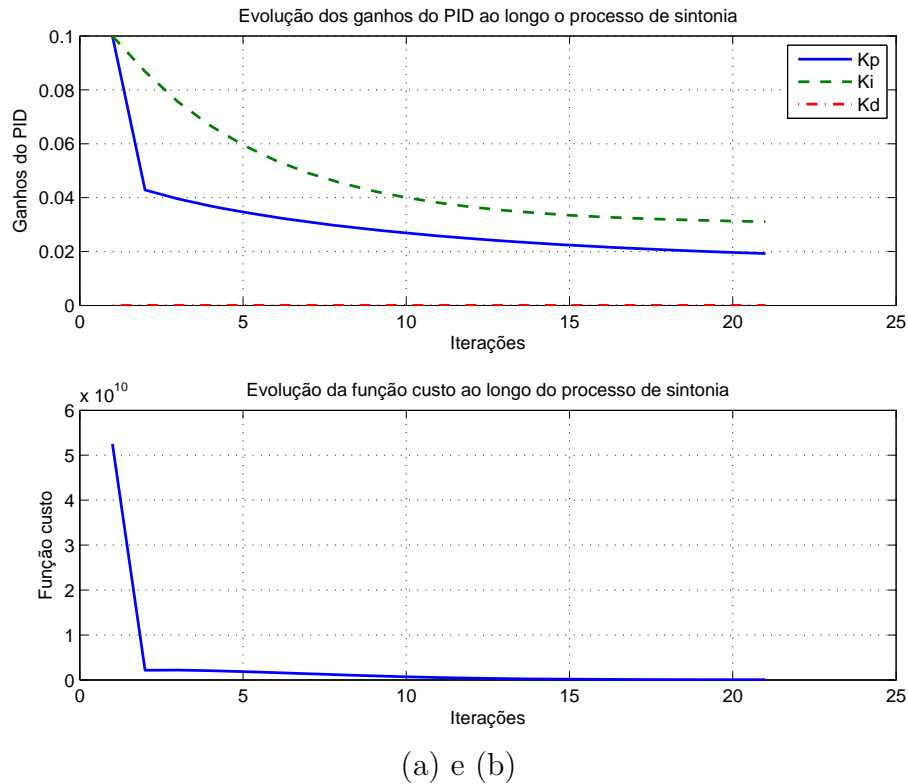 Evolução dos ganhos do PID ao longo o processo de sintonia
Ganhos do PID
0.1
0.08
0.06
0.04
0.02
0
0 5 10 15 20 25
Iterações
Kp
Ki
Kd
Evolução da função custo ao longo do processo de sintonia
x 10^10
Função custo
6
5
4
3
2
1
0
0 5 10 15 20 25
Iterações
(a) e (b)